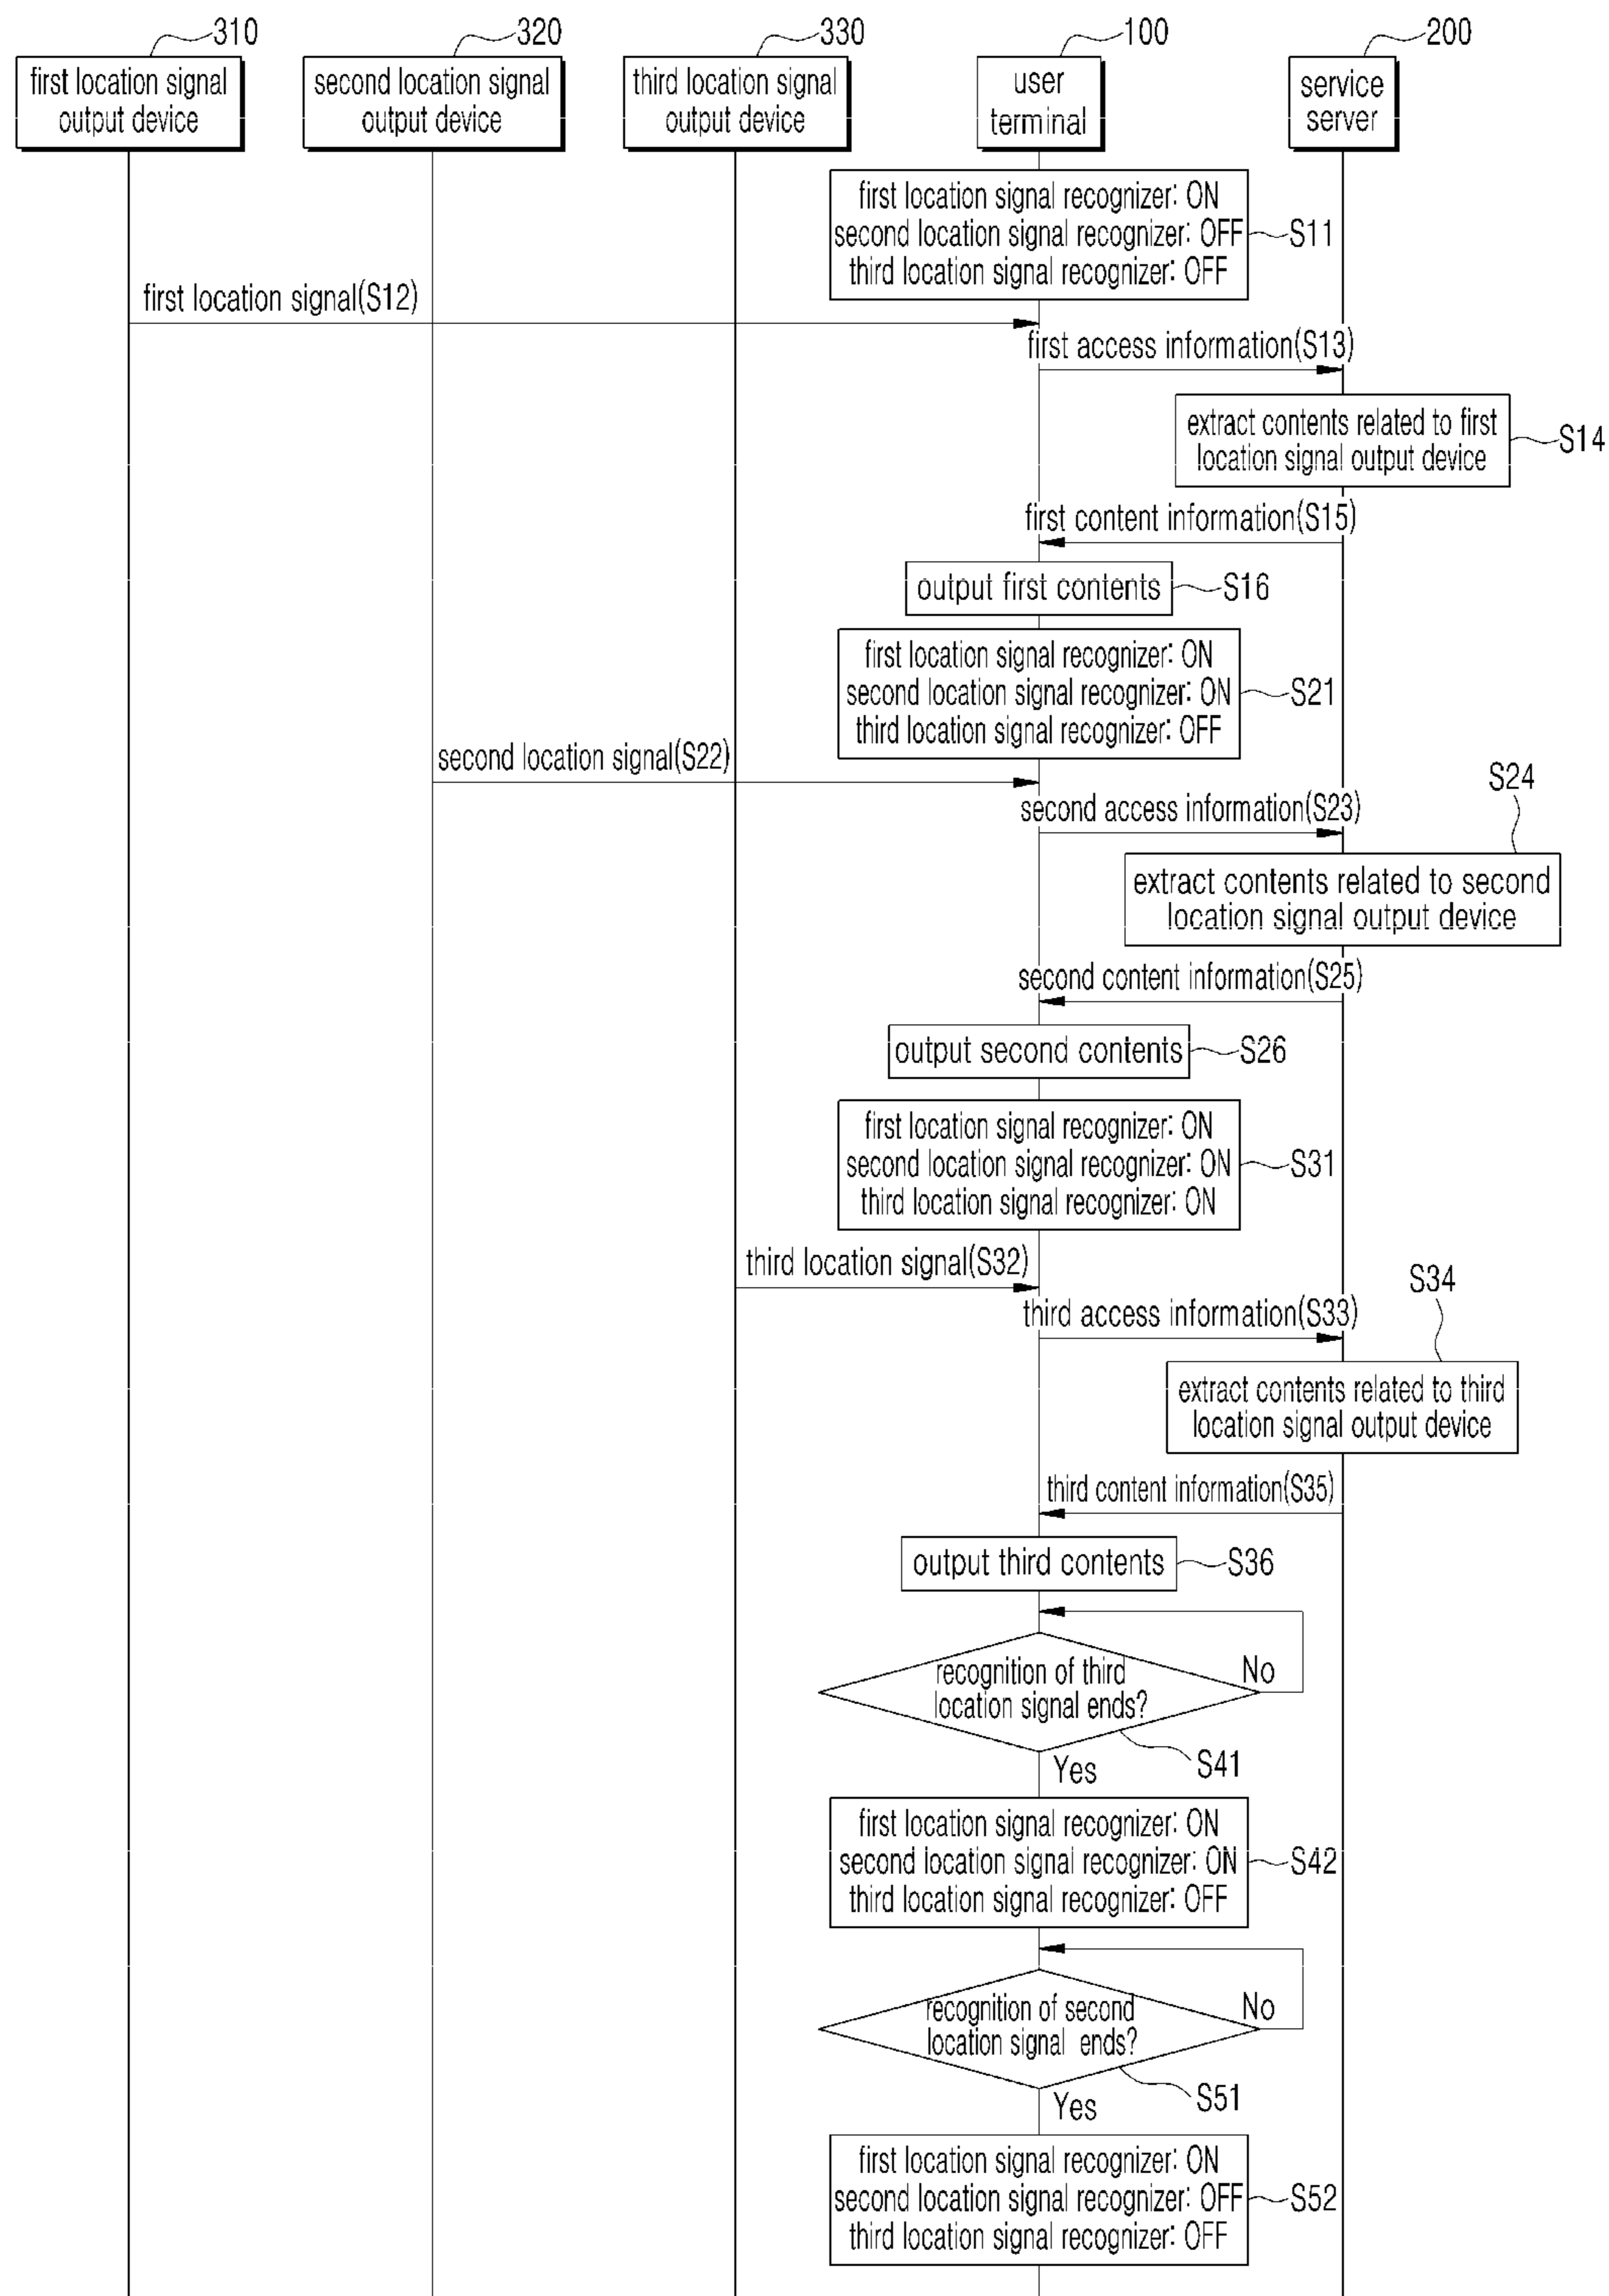 310
320
330
100
200
first location signal
output device
second location signal
output device
third location signal
output device
user
terminal
service
server
first location signal recognizer: ON
second location signal recognizer: OFF
third location signal recognizer: OFF
S11
first location signal(S12)
first access information(S13)
extract contents related to first
location signal output device
S14
first content information(S15)
output first contents
S16
first location signal recognizer: ON
second location signal recognizer: ON
third location signal recognizer: OFF
S21
second location signal(S22)
second access information(S23)
S24
extract contents related to second
location signal output device
second content information(S25)
output second contents
S26
first location signal recognizer: ON
second location signal recognizer: ON
third location signal recognizer: ON
S31
third location signal(S32)
third access information(S33)
S34
extract contents related to third
location signal output device
third content information(S35)
output third contents
S36
recognition of third
location signal ends?
No
S41
Yes
first location signal recognizer: ON
second location signal recognizer: ON
third location signal recognizer: OFF
S42
recognition of second
location signal ends?
No
S51
Yes
first location signal recognizer: ON
second location signal recognizer: OFF
third location signal recognizer: OFF
S52